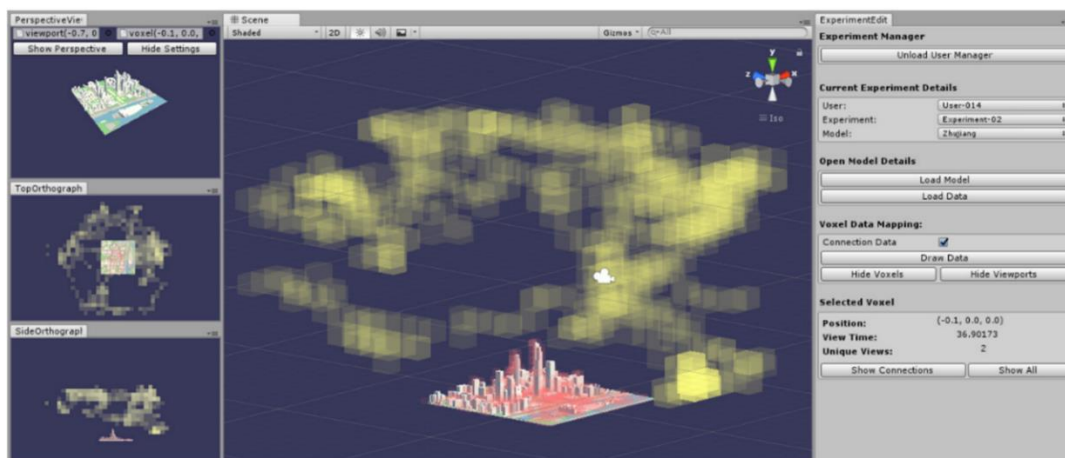 PerspectiveVie
viewport(-0.7, 0
voxel(-0.1, 0.0,
Show Perspective
Hide Settings
TopOrthograph
SideOrthograpl
Scene
Shaded
2D
Gizmos
All
y
z
x
Iso
ExperimentEdit
Experiment Manager
Unload User Manager
Current Experiment Details
User: User-014
Experiment: Experiment-02
Model: Zhujiang
Open Model Details
Load Model
Load Data
Voxel Data Mapping:
Connection Data
Draw Data
Hide Voxels Hide Viewports
Selected Voxel
Position: (-0.1, 0.0, 0.0)
View Time: 36.90173
Unique Views: 2
Show Connections Show All